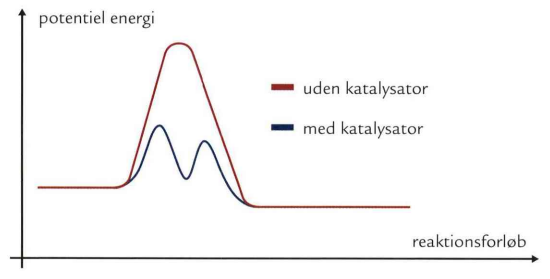 potentiel energi
uden katalysator
med katalysator
reaktionsforløb